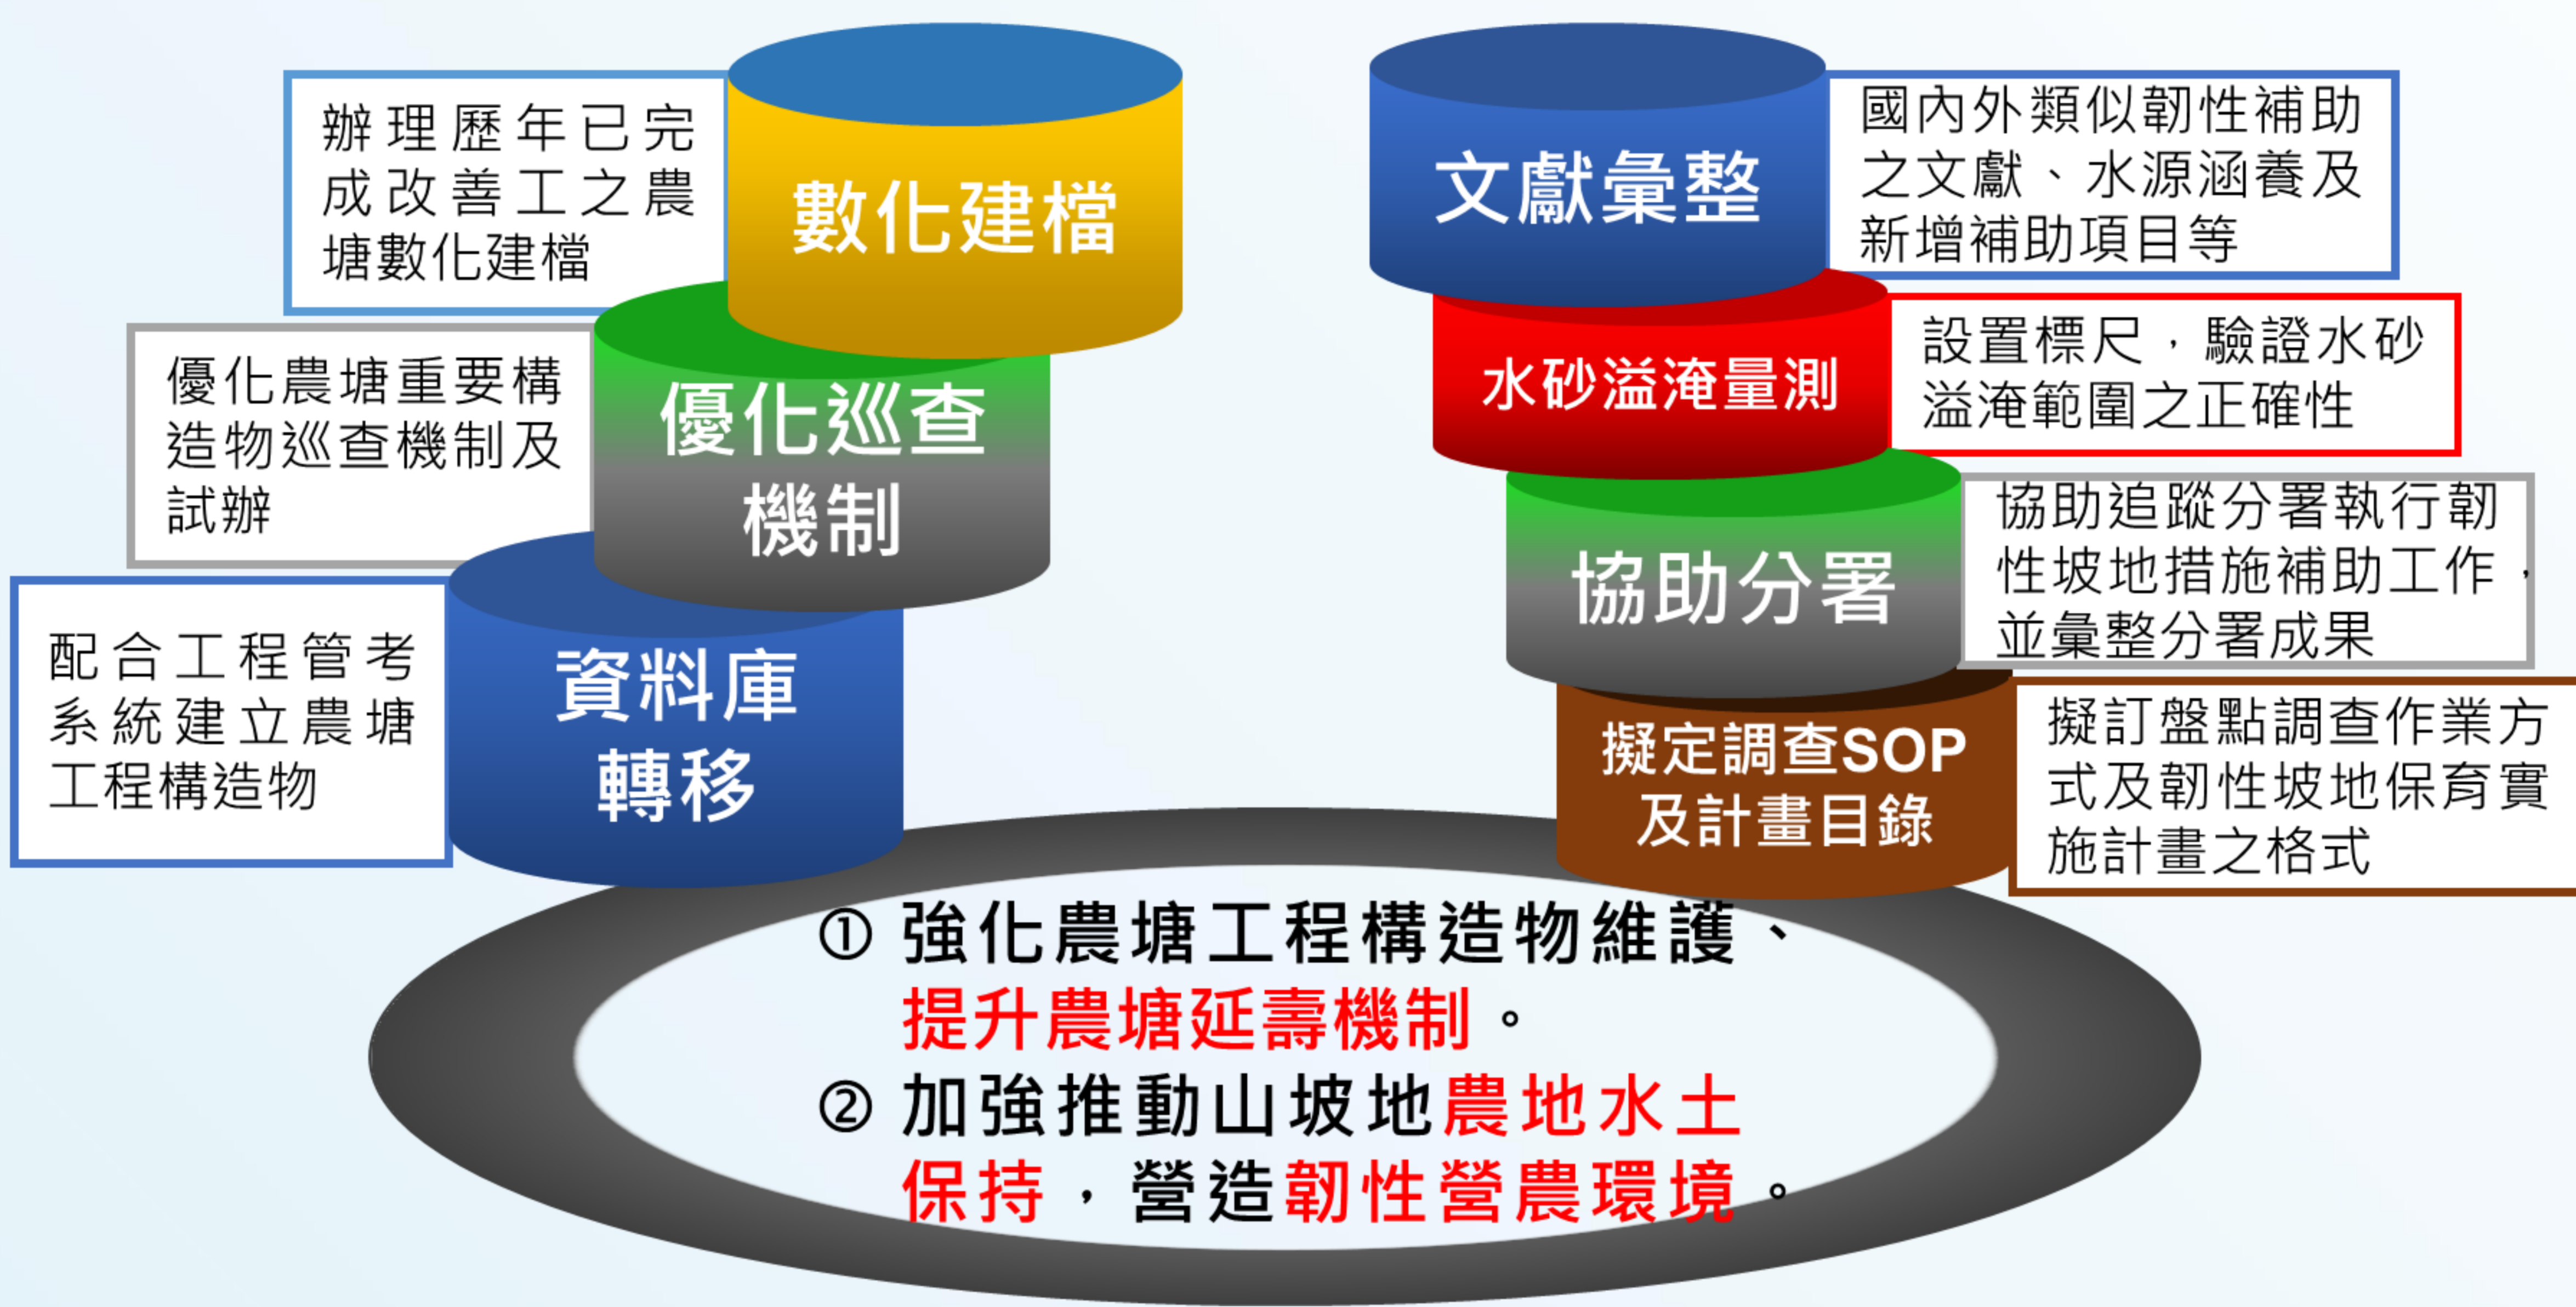 辦理歷年已完
成改善工之農
塘數化建檔
數化建檔
優化農塘重要構
造物巡查機制及
試辦
優化巡查
機制
配合工程管考
系統建立農塘
工程構造物
資料庫
轉移
文獻彙整
國內外類似韌性補助
之文獻、水源涵養及
新增補助項目等
水砂溢淹量測
設置標尺，驗證水砂
溢淹範圍之正確性
協助分署
協助追蹤分署執行韌
性坡地措施補助工作，
並彙整分署成果
擬定調查SOP
及計畫目錄
擬訂盤點調查作業方
式及韌性坡地保育實
施計畫之格式
① 強化農塘工程構造物維護、
提升農塘延壽機制。
② 加強推動山坡地農地水土
保持，營造韌性營農環境。